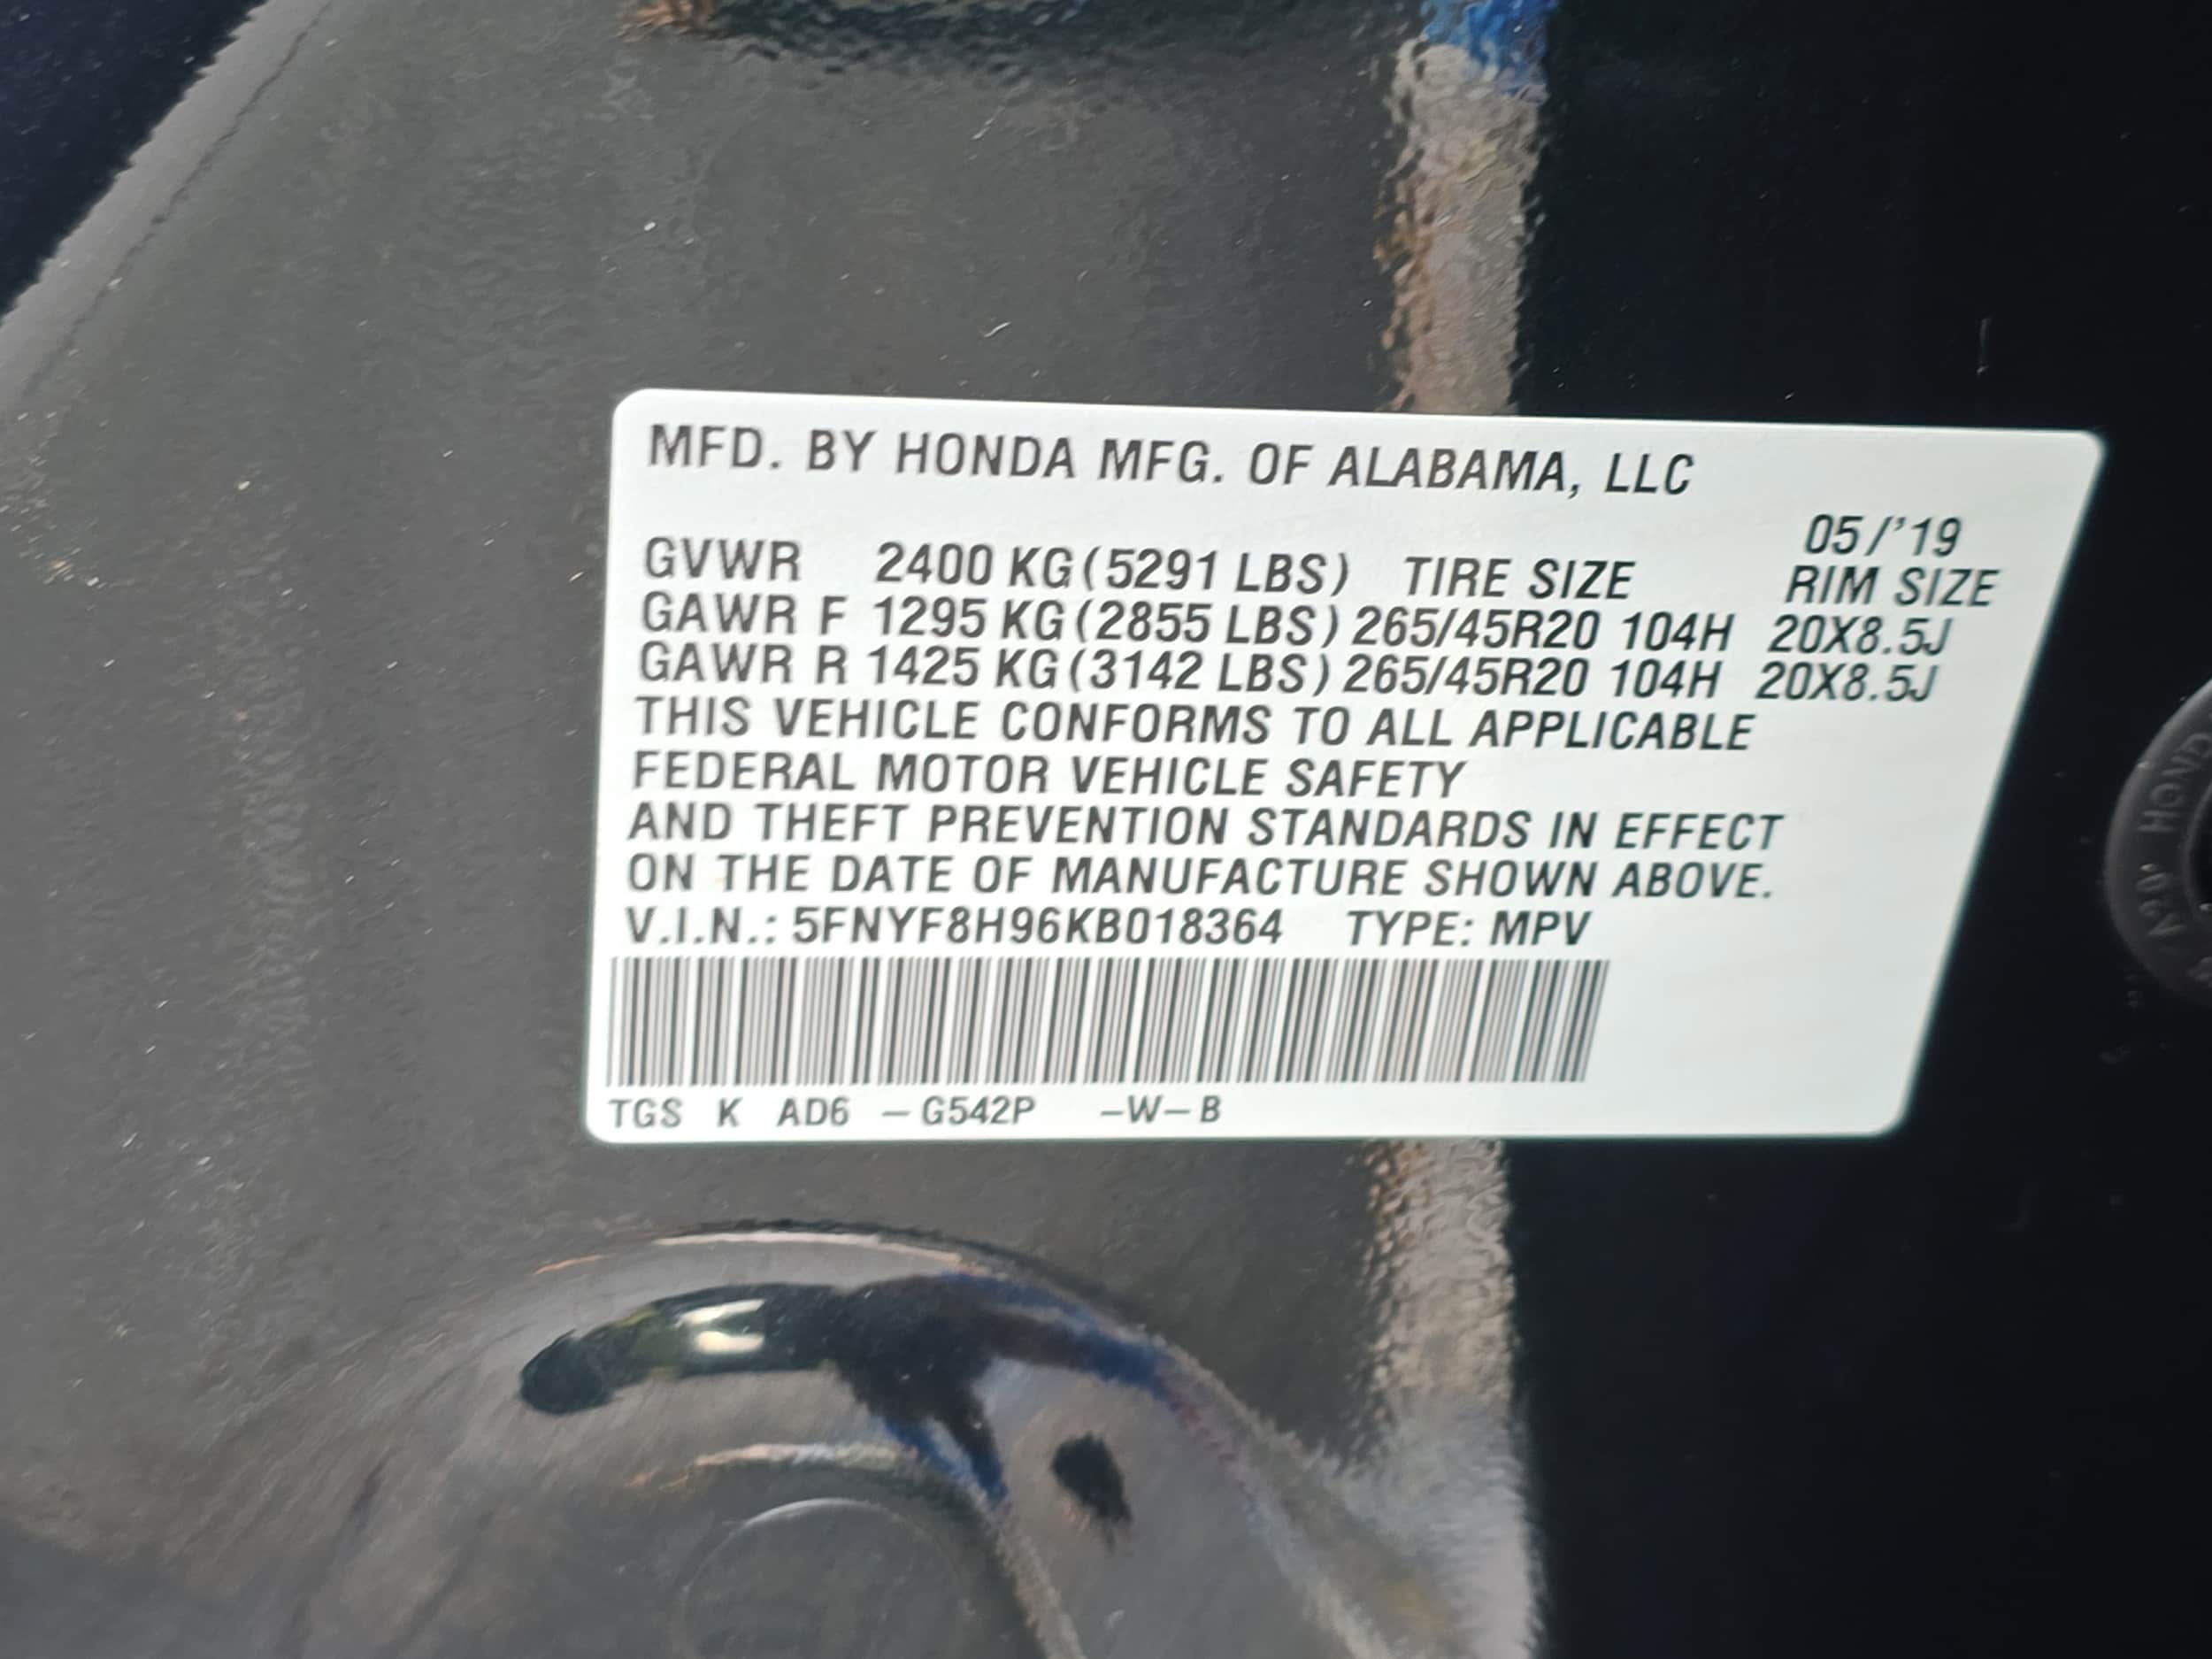 MFD. BY HONDA MFG. OF ALABAMA, LLC
05/'19
GVWR 2400 KG (5291 LBS) TIRE SIZE RIM SIZE
GAWR F 1295 KG (2855 LBS) 265/45R20 104H 20X8.5J
GAWR R 1425 KG (3142 LBS) 265/45R20 104H 20X8.5J
THIS VEHICLE CONFORMS TO ALL APPLICABLE
FEDERAL MOTOR VEHICLE SAFETY
AND THEFT PREVENTION STANDARDS IN EFFECT
ON THE DATE OF MANUFACTURE SHOWN ABOVE.
V.I.N.: 5FNYF8H96KB018364 TYPE: MPV
TGS K AD6 -G542P -W-B